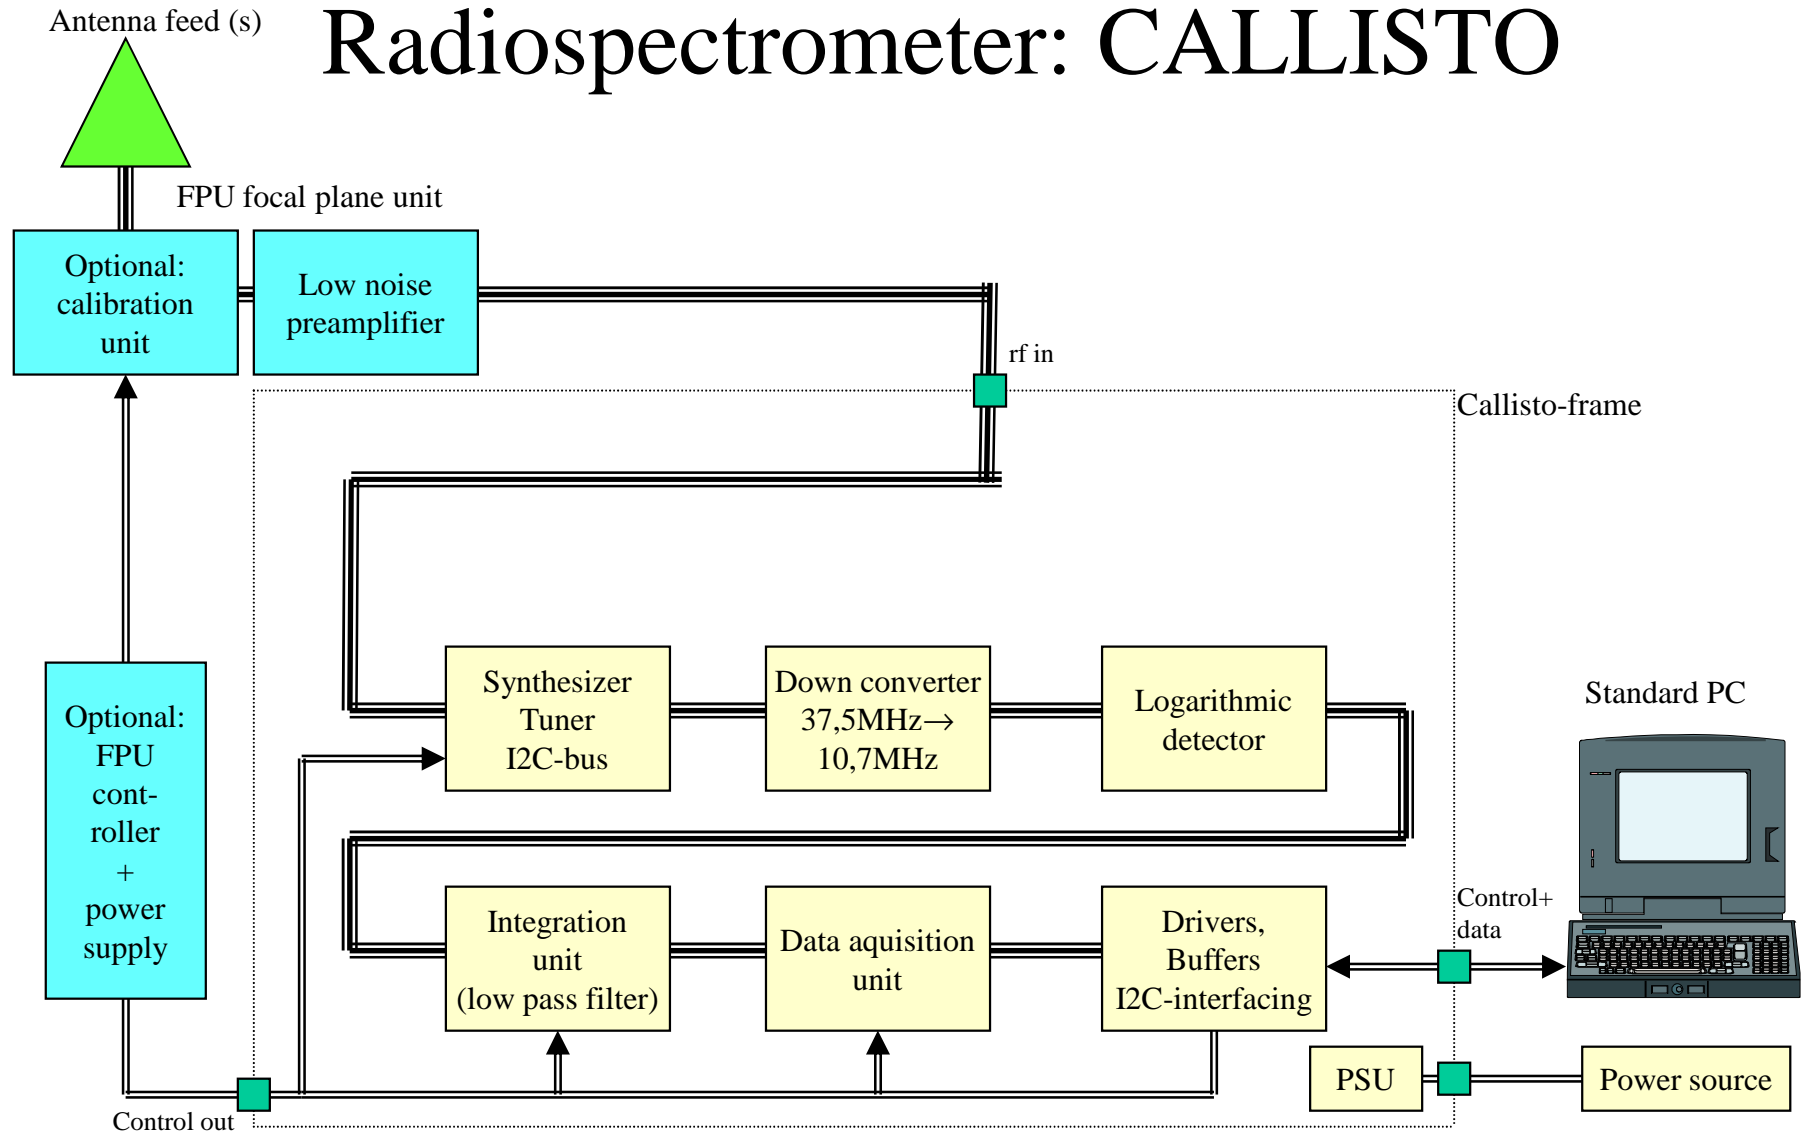 Antenna feed (s)
Radiospectrometer: CALLISTO
FPU focal plane unit
Optional:
calibration
unit
Low noise
preamplifier
rf in
Callisto-frame
Synthesizer
Tuner
I2C-bus
Down converter
37,5MHz→
10,7MHz
Logarithmic
detector
Standard PC
Optional:
FPU
cont-
roller
+
power
supply
Integration
unit
(low pass filter)
Data aquisition
unit
Drivers,
Buffers
I2C-interfacing
Control+
data
PSU
Power source
Control out